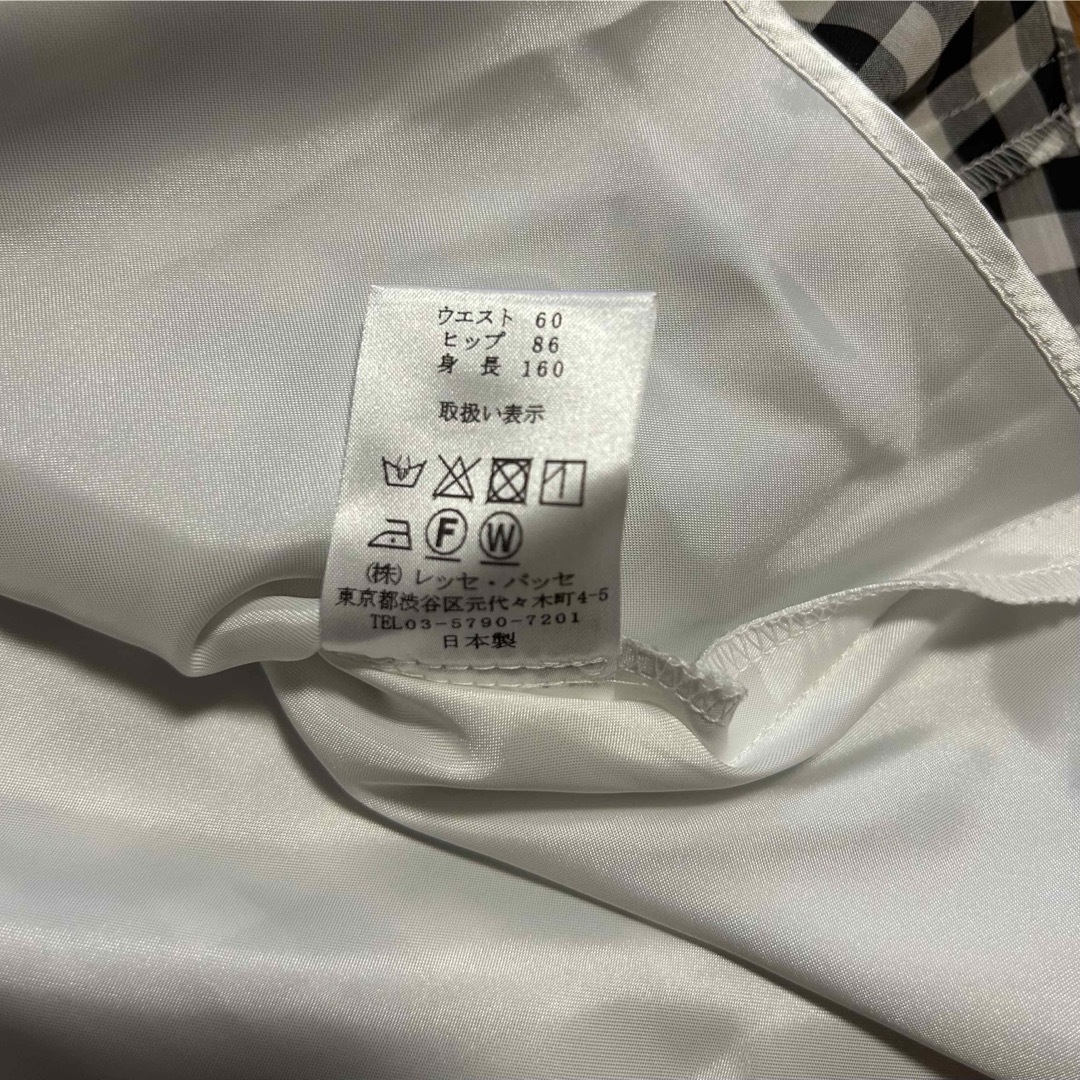 ウエスト 60
ヒップ 86
身長 160
取扱い表示
F W
(株)レッセ・パッセ
東京都渋谷区元代々木町4-5
TEL03-5790-7201
日本製